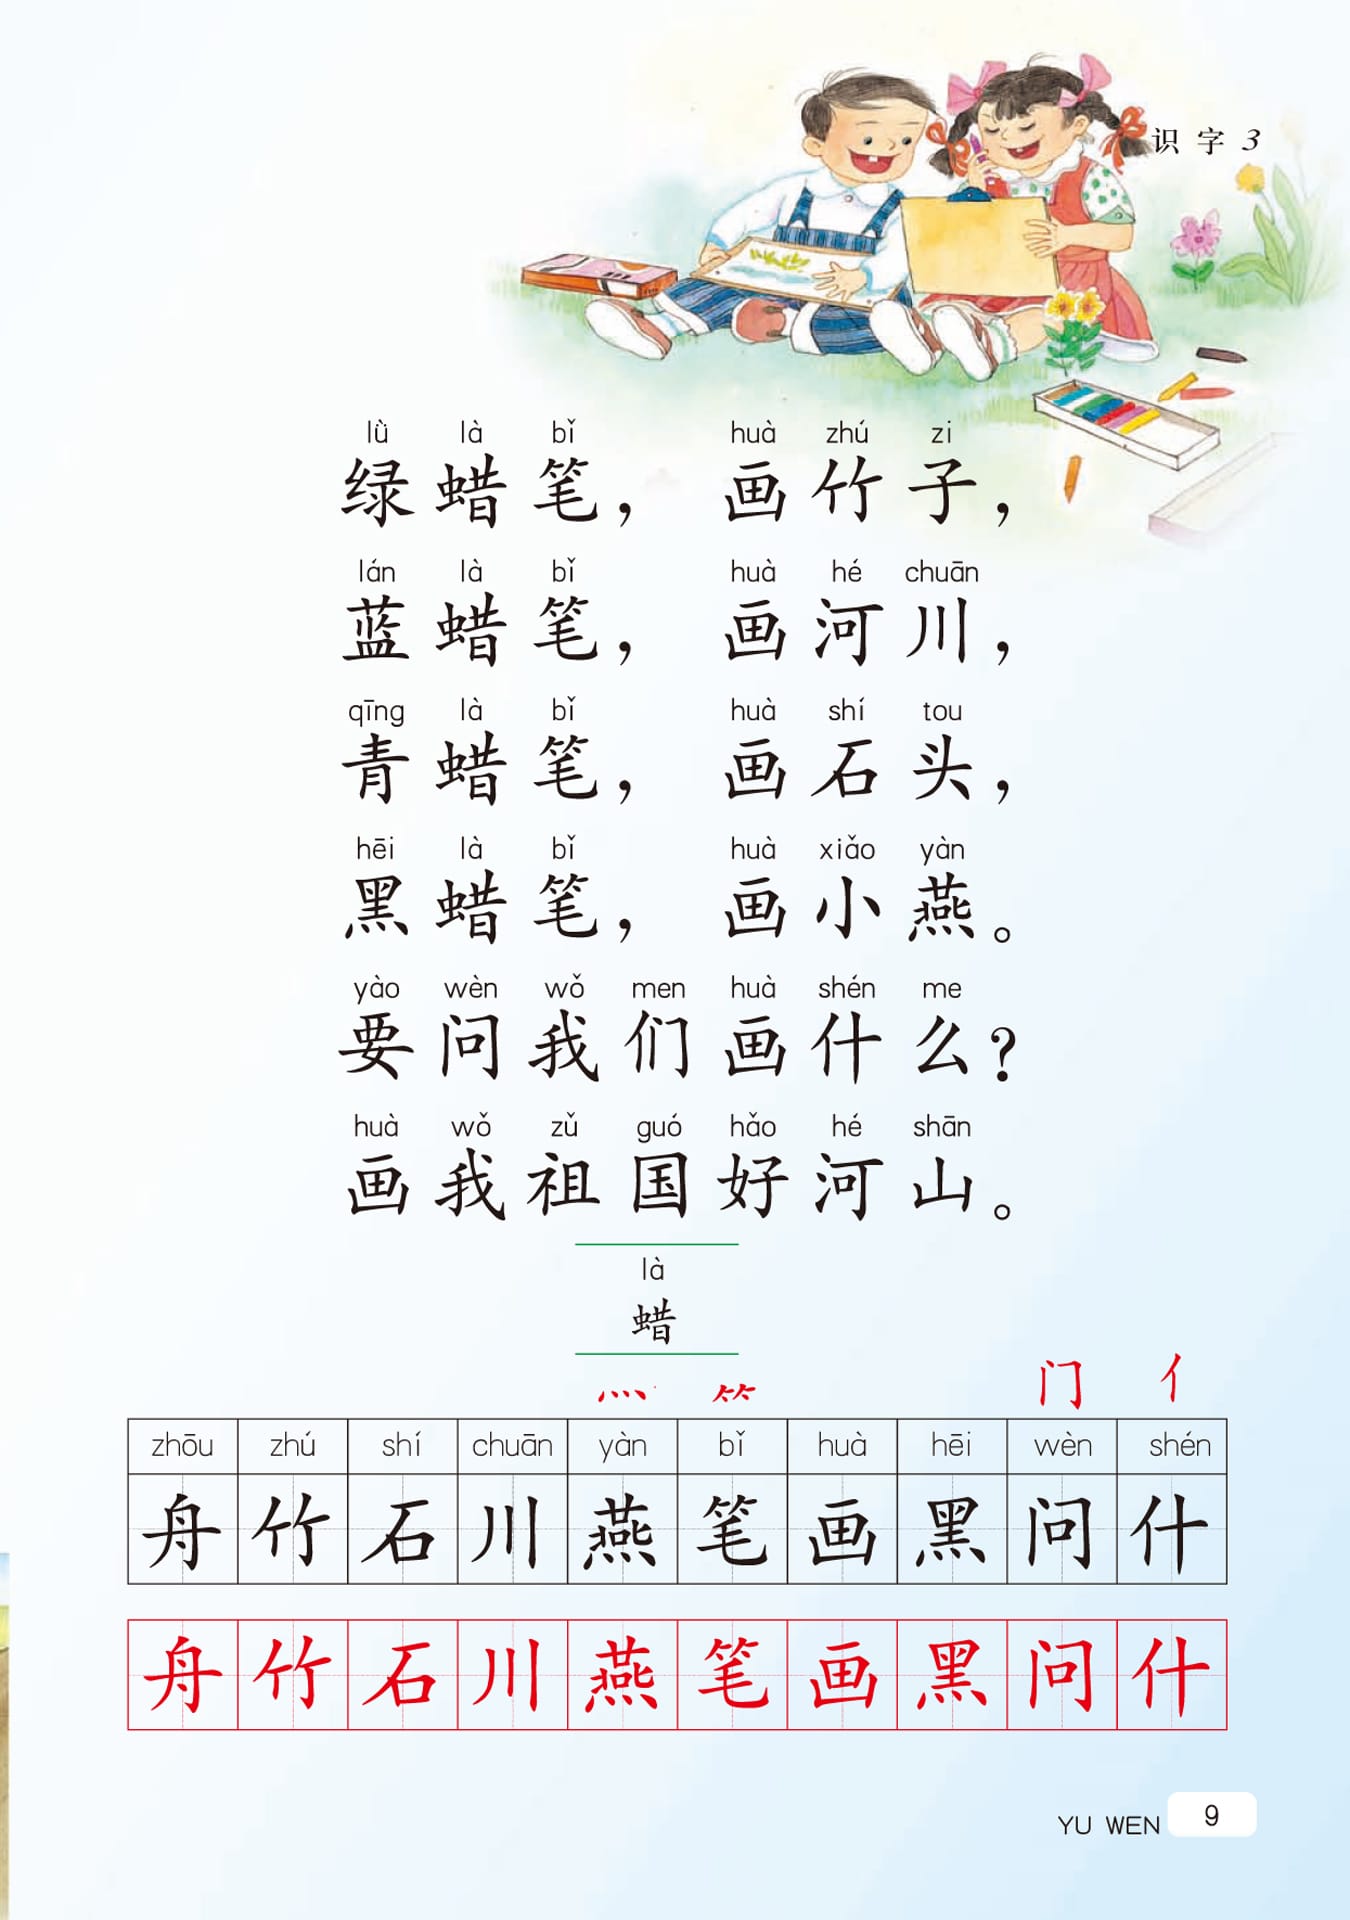 识 字 3
lǜ là bǐ huà zhú zi
绿蜡笔，画竹子，
lán là bǐ huà hé chuān
蓝蜡笔，画河川，
qīng là bǐ huà shí tou
青蜡笔，画石头，
hēi là bǐ huà xiǎo yàn
黑蜡笔，画小燕。
yào wèn wǒ men huà shén me
要问我们画什么？
huà wǒ zǔ guó hǎo hé shān
画我祖国好河山。
là
蜡
灬 ⺮ 门 亻
zhōu zhú shí chuān yàn bǐ huà hēi wèn shén
舟 竹 石 川 燕 笔 画 黑 问 什
舟 竹 石 川 燕 笔 画 黑 问 什
YU WEN 9